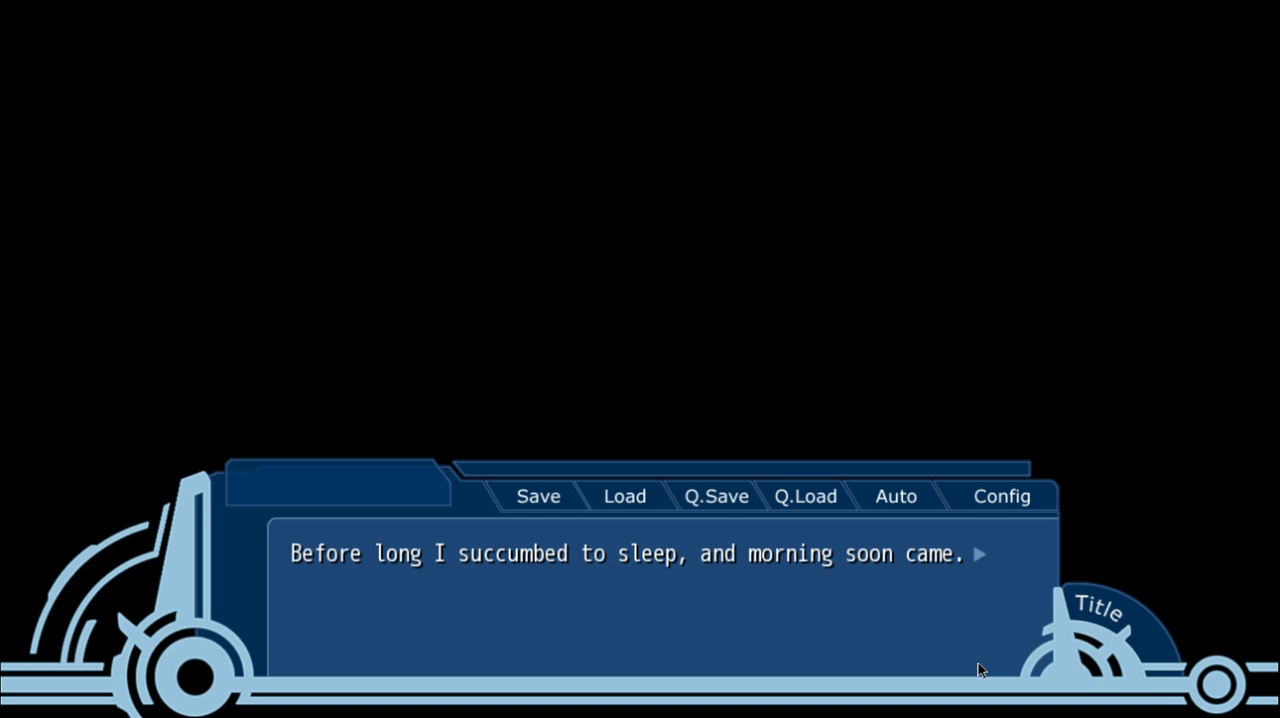 Save Load Q.Save Q.Load Auto Config
Before long I succumbed to sleep, and morning soon came.
Title